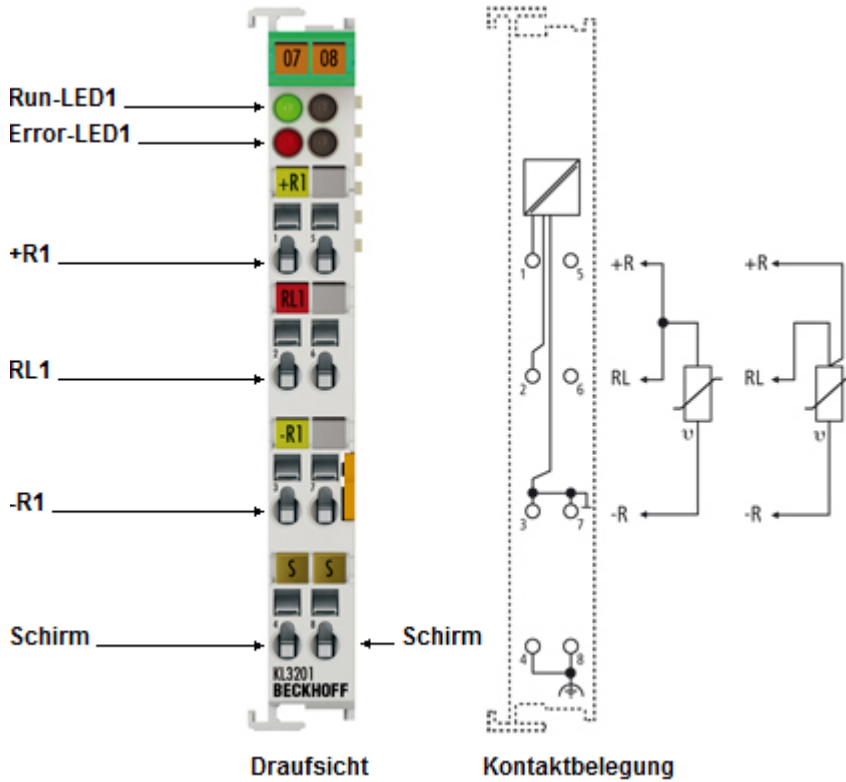 07 08
Run-LED1
Error-LED1
+R1
1 5
+R1
RL1
2 6
RL1
-R1
3 7
-R1
S S
4 8
Schirm
Schirm
KL3201
BECKHOFF
Draufsicht
1 5
2 6
3 7
4 8
+R
RL
-R
υ
+R
RL
-R
υ
Kontaktbelegung